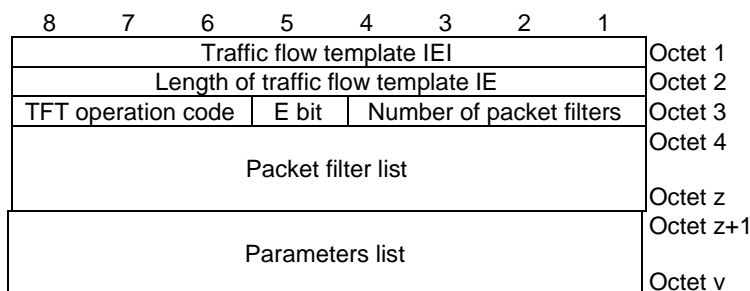 8 7 6 5 4 3 2 1
Traffic flow template IEI Octet 1
Length of traffic flow template IE Octet 2
TFT operation code E bit Number of packet filters Octet 3
Octet 4
Packet filter list
Octet z
Octet z+1
Parameters list
Octet v